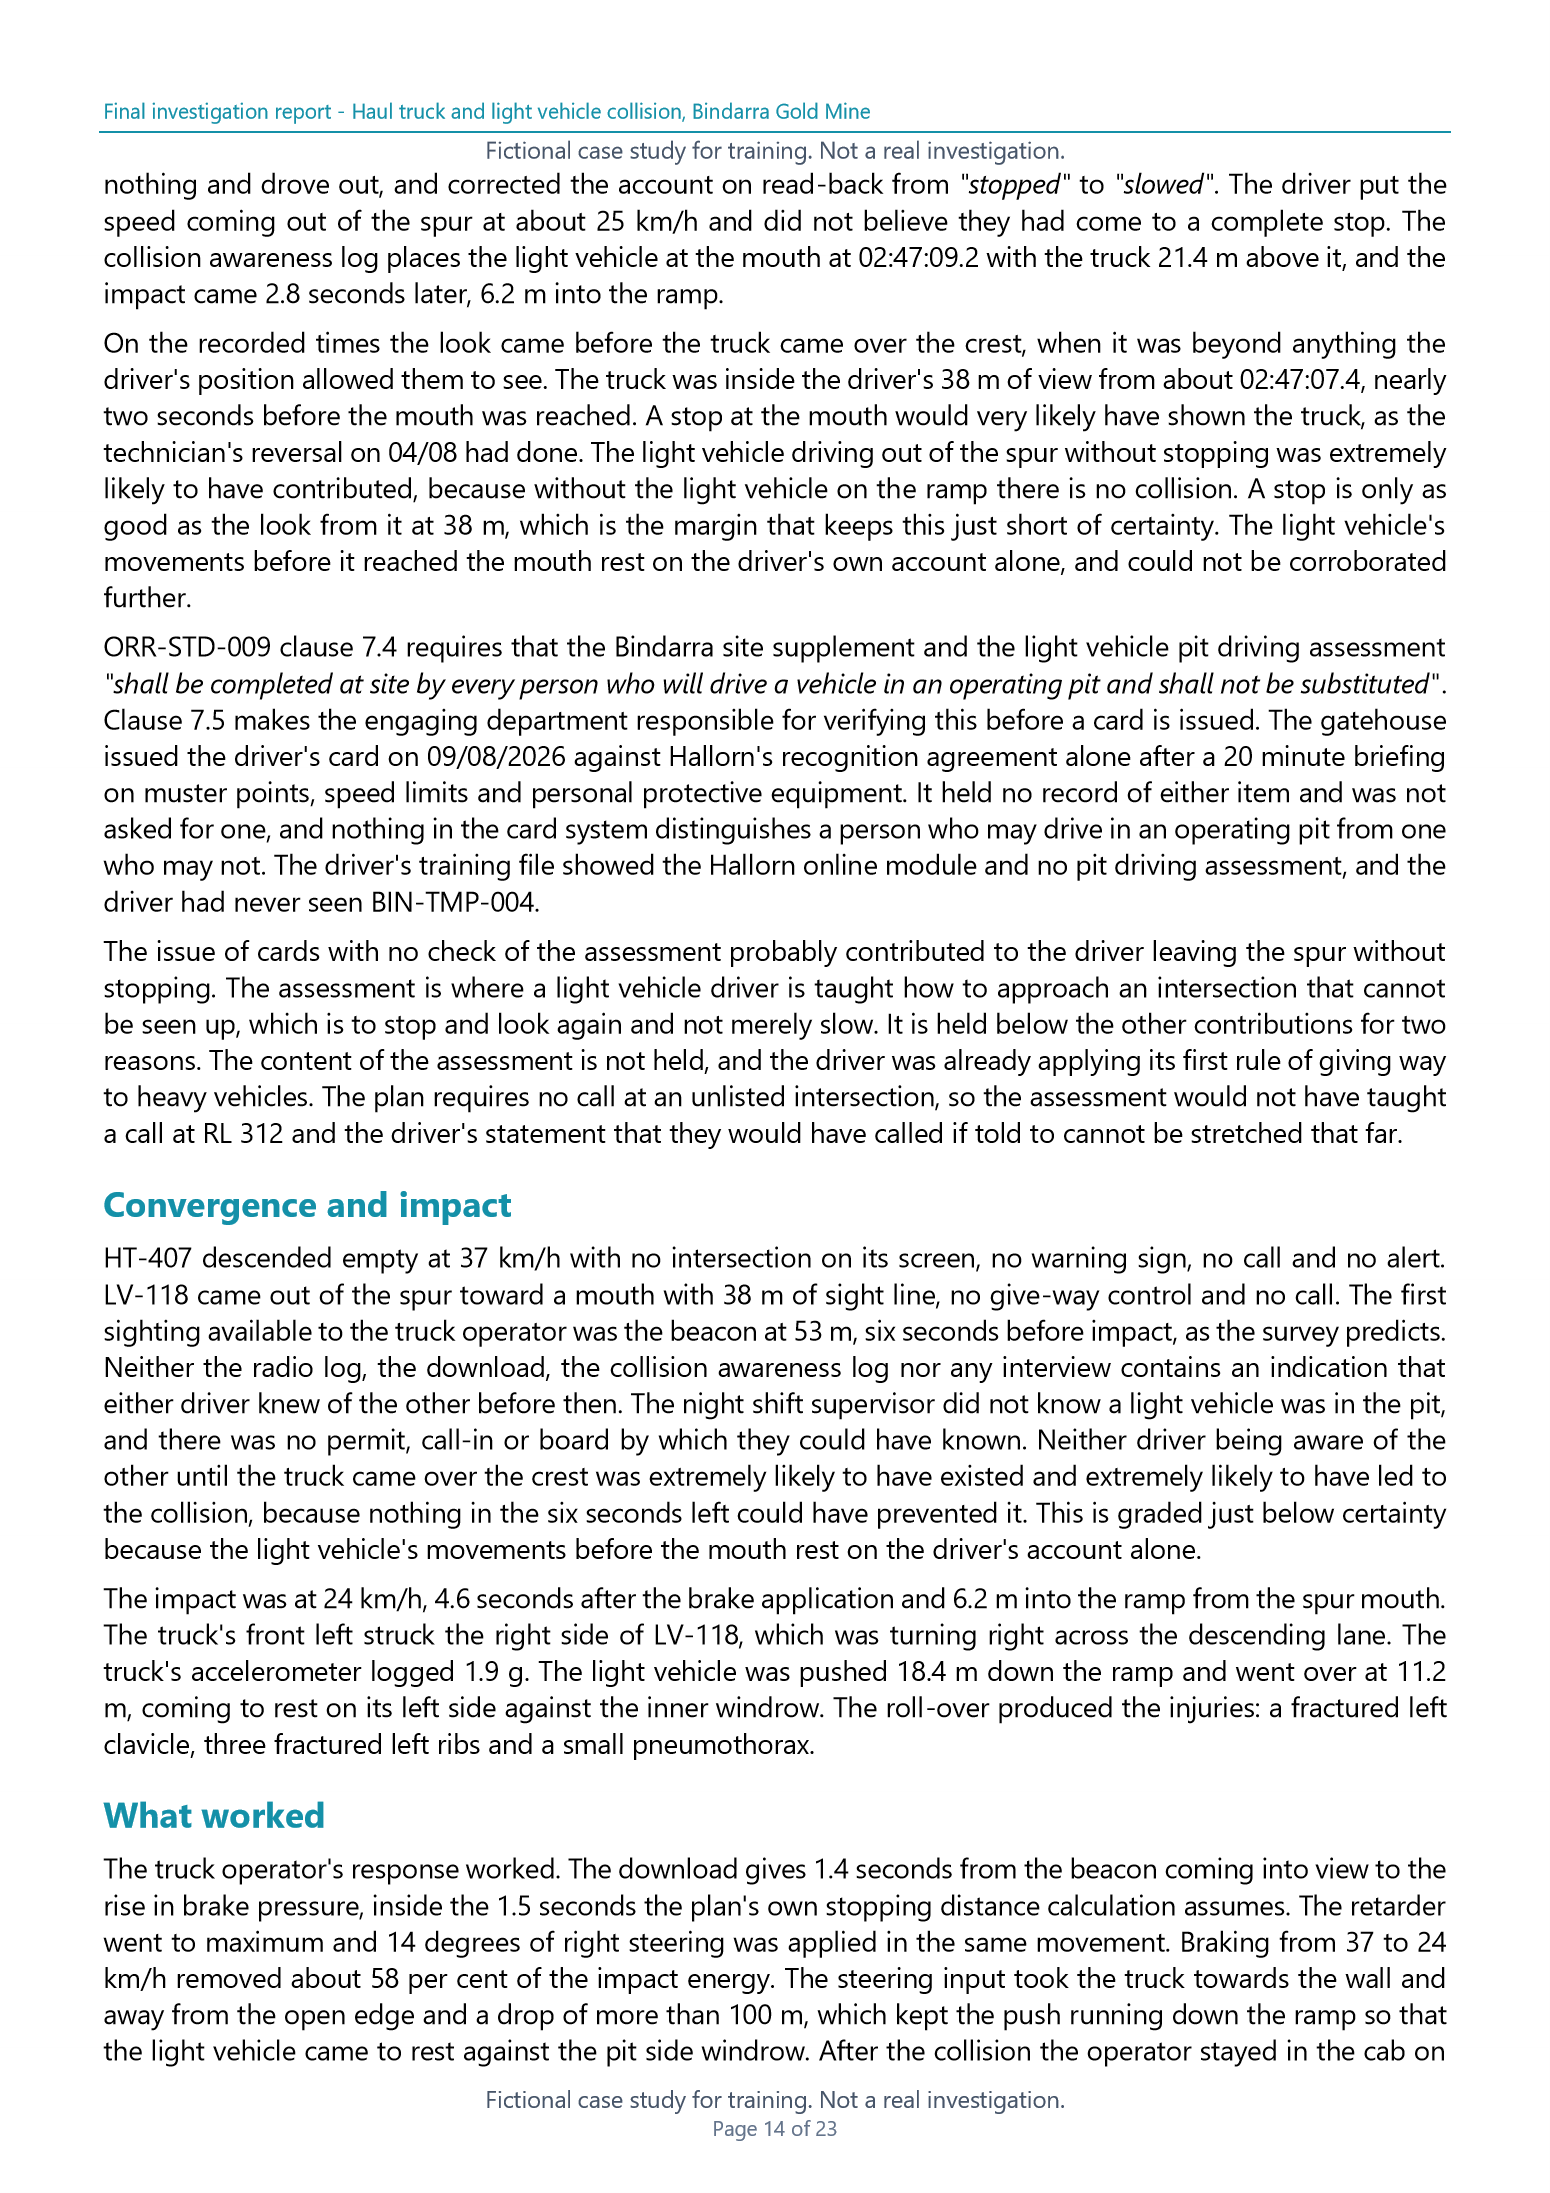 Final investigation report - Haul truck and light vehicle collision, Bindarra Gold Mine
Fictional case study for training. Not a real investigation.
nothing and drove out, and corrected the account on read-back from "stopped" to "slowed". The driver put the
speed coming out of the spur at about 25 km/h and did not believe they had come to a complete stop. The
collision awareness log places the light vehicle at the mouth at 02:47:09.2 with the truck 21.4 m above it, and the
impact came 2.8 seconds later, 6.2 m into the ramp.
On the recorded times the look came before the truck came over the crest, when it was beyond anything the
driver's position allowed them to see. The truck was inside the driver's 38 m of view from about 02:47:07.4, nearly
two seconds before the mouth was reached. A stop at the mouth would very likely have shown the truck, as the
technician's reversal on 04/08 had done. The light vehicle driving out of the spur without stopping was extremely
likely to have contributed, because without the light vehicle on the ramp there is no collision. A stop is only as
good as the look from it at 38 m, which is the margin that keeps this just short of certainty. The light vehicle's
movements before it reached the mouth rest on the driver's own account alone, and could not be corroborated
further.
ORR-STD-009 clause 7.4 requires that the Bindarra site supplement and the light vehicle pit driving assessment
"shall be completed at site by every person who will drive a vehicle in an operating pit and shall not be substituted".
Clause 7.5 makes the engaging department responsible for verifying this before a card is issued. The gatehouse
issued the driver's card on 09/08/2026 against Hallorn's recognition agreement alone after a 20 minute briefing
on muster points, speed limits and personal protective equipment. It held no record of either item and was not
asked for one, and nothing in the card system distinguishes a person who may drive in an operating pit from one
who may not. The driver's training file showed the Hallorn online module and no pit driving assessment, and the
driver had never seen BIN-TMP-004.
The issue of cards with no check of the assessment probably contributed to the driver leaving the spur without
stopping. The assessment is where a light vehicle driver is taught how to approach an intersection that cannot
be seen up, which is to stop and look again and not merely slow. It is held below the other contributions for two
reasons. The content of the assessment is not held, and the driver was already applying its first rule of giving way
to heavy vehicles. The plan requires no call at an unlisted intersection, so the assessment would not have taught
a call at RL 312 and the driver's statement that they would have called if told to cannot be stretched that far.
Convergence and impact
HT-407 descended empty at 37 km/h with no intersection on its screen, no warning sign, no call and no alert.
LV-118 came out of the spur toward a mouth with 38 m of sight line, no give-way control and no call. The first
sighting available to the truck operator was the beacon at 53 m, six seconds before impact, as the survey predicts.
Neither the radio log, the download, the collision awareness log nor any interview contains an indication that
either driver knew of the other before then. The night shift supervisor did not know a light vehicle was in the pit,
and there was no permit, call-in or board by which they could have known. Neither driver being aware of the
other until the truck came over the crest was extremely likely to have existed and extremely likely to have led to
the collision, because nothing in the six seconds left could have prevented it. This is graded just below certainty
because the light vehicle's movements before the mouth rest on the driver's account alone.
The impact was at 24 km/h, 4.6 seconds after the brake application and 6.2 m into the ramp from the spur mouth.
The truck's front left struck the right side of LV-118, which was turning right across the descending lane. The
truck's accelerometer logged 1.9 g. The light vehicle was pushed 18.4 m down the ramp and went over at 11.2
m, coming to rest on its left side against the inner windrow. The roll-over produced the injuries: a fractured left
clavicle, three fractured left ribs and a small pneumothorax.
What worked
The truck operator's response worked. The download gives 1.4 seconds from the beacon coming into view to the
rise in brake pressure, inside the 1.5 seconds the plan's own stopping distance calculation assumes. The retarder
went to maximum and 14 degrees of right steering was applied in the same movement. Braking from 37 to 24
km/h removed about 58 per cent of the impact energy. The steering input took the truck towards the wall and
away from the open edge and a drop of more than 100 m, which kept the push running down the ramp so that
the light vehicle came to rest against the pit side windrow. After the collision the operator stayed in the cab on
Fictional case study for training. Not a real investigation.
Page 14 of 23